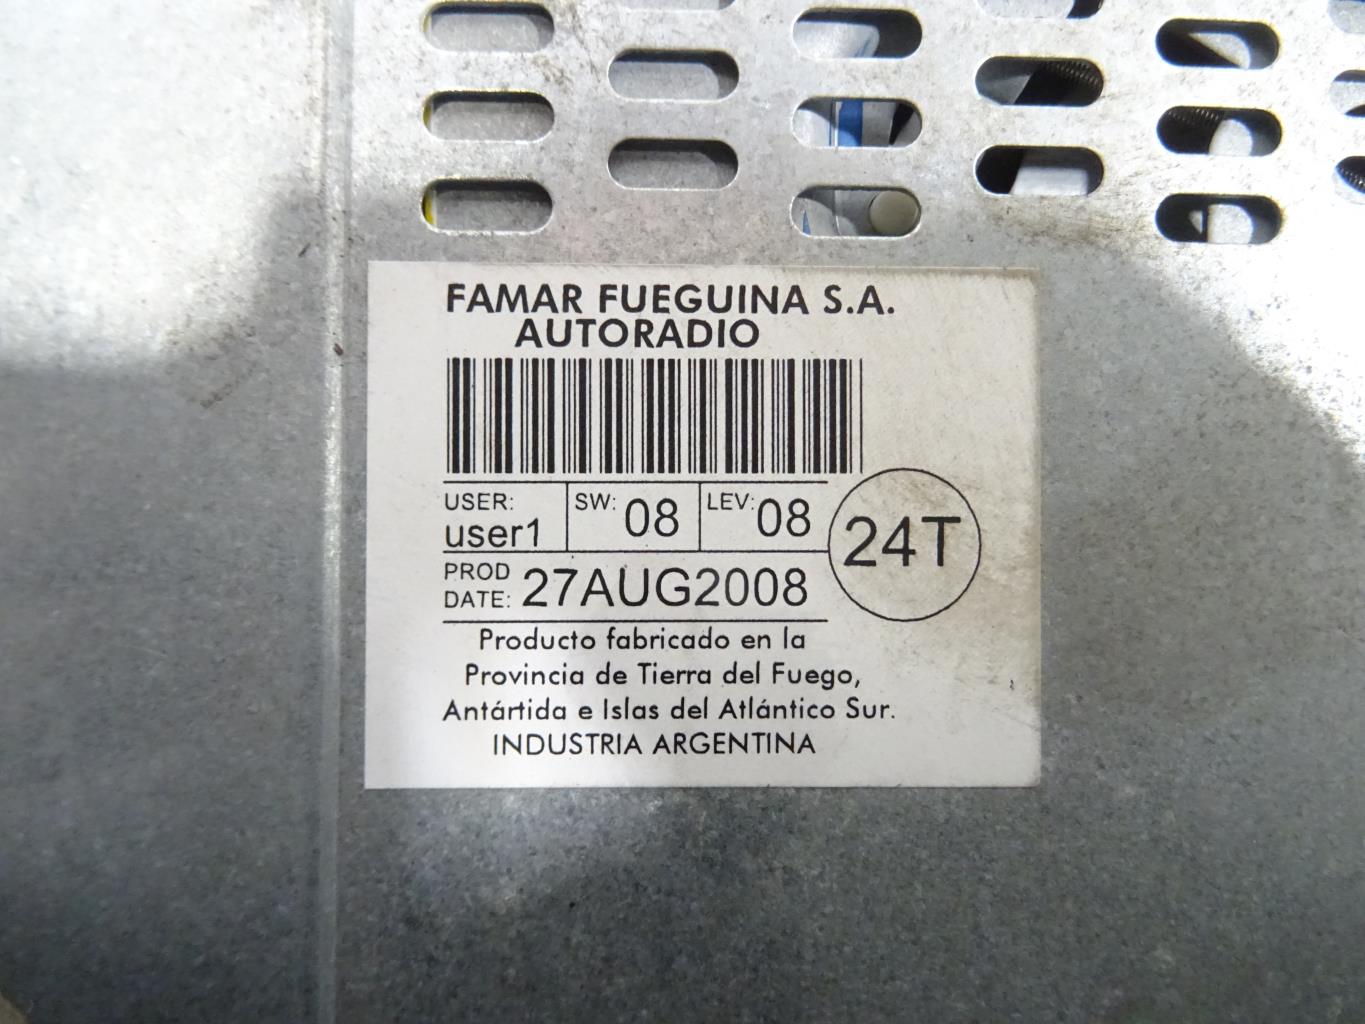 FAMAR FUEGUINA S.A.
AUTORADIO
USER: user1 SW: 08 LEV: 08
24T
PROD DATE: 27AUG2008
Producto fabricado en la
Provincia de Tierra del Fuego,
Antártida e Islas del Atlántico Sur.
INDUSTRIA ARGENTINA